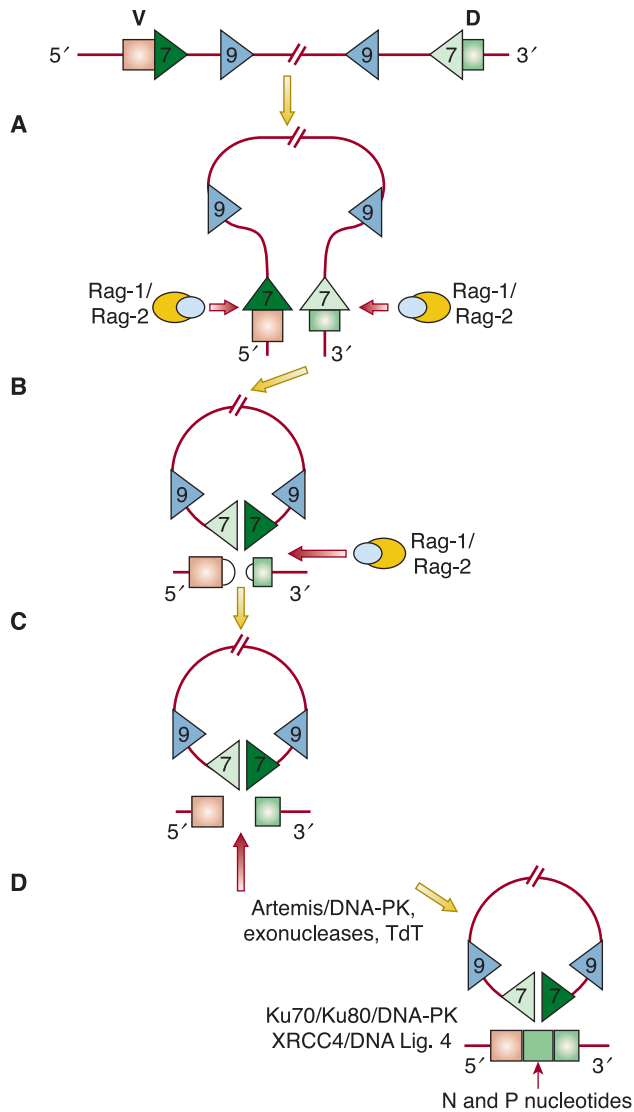 V D
5′ 7 9 9 7 3′
A
9 9
Rag-1/ 7 7 Rag-1/
Rag-2 Rag-2
5′ 3′
B
9 9
7 7
Rag-1/
Rag-2
5′ 3′
C
9 9
7 7
5′ 3′
D
Artemis/DNA-PK,
exonucleases, TdT
9 9
7 7
Ku70/Ku80/DNA-PK
XRCC4/DNA Lig. 4
5′ 3′
N and P nucleotides